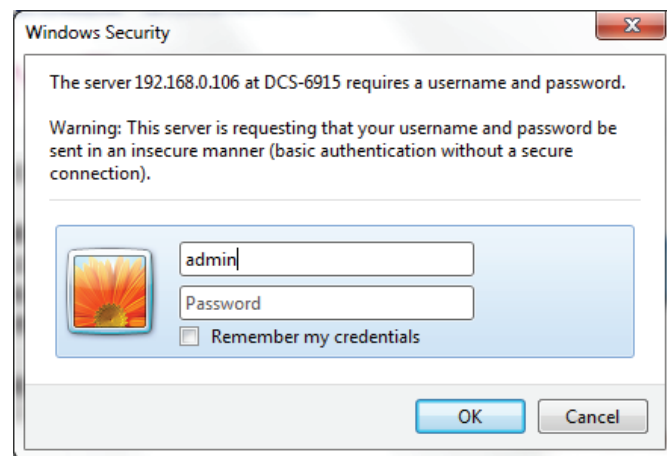 Windows Security
The server 192.168.0.106 at DCS-6915 requires a username and password.
Warning: This server is requesting that your username and password be
sent in an insecure manner (basic authentication without a secure
connection).
admin
Password
Remember my credentials
OK
Cancel